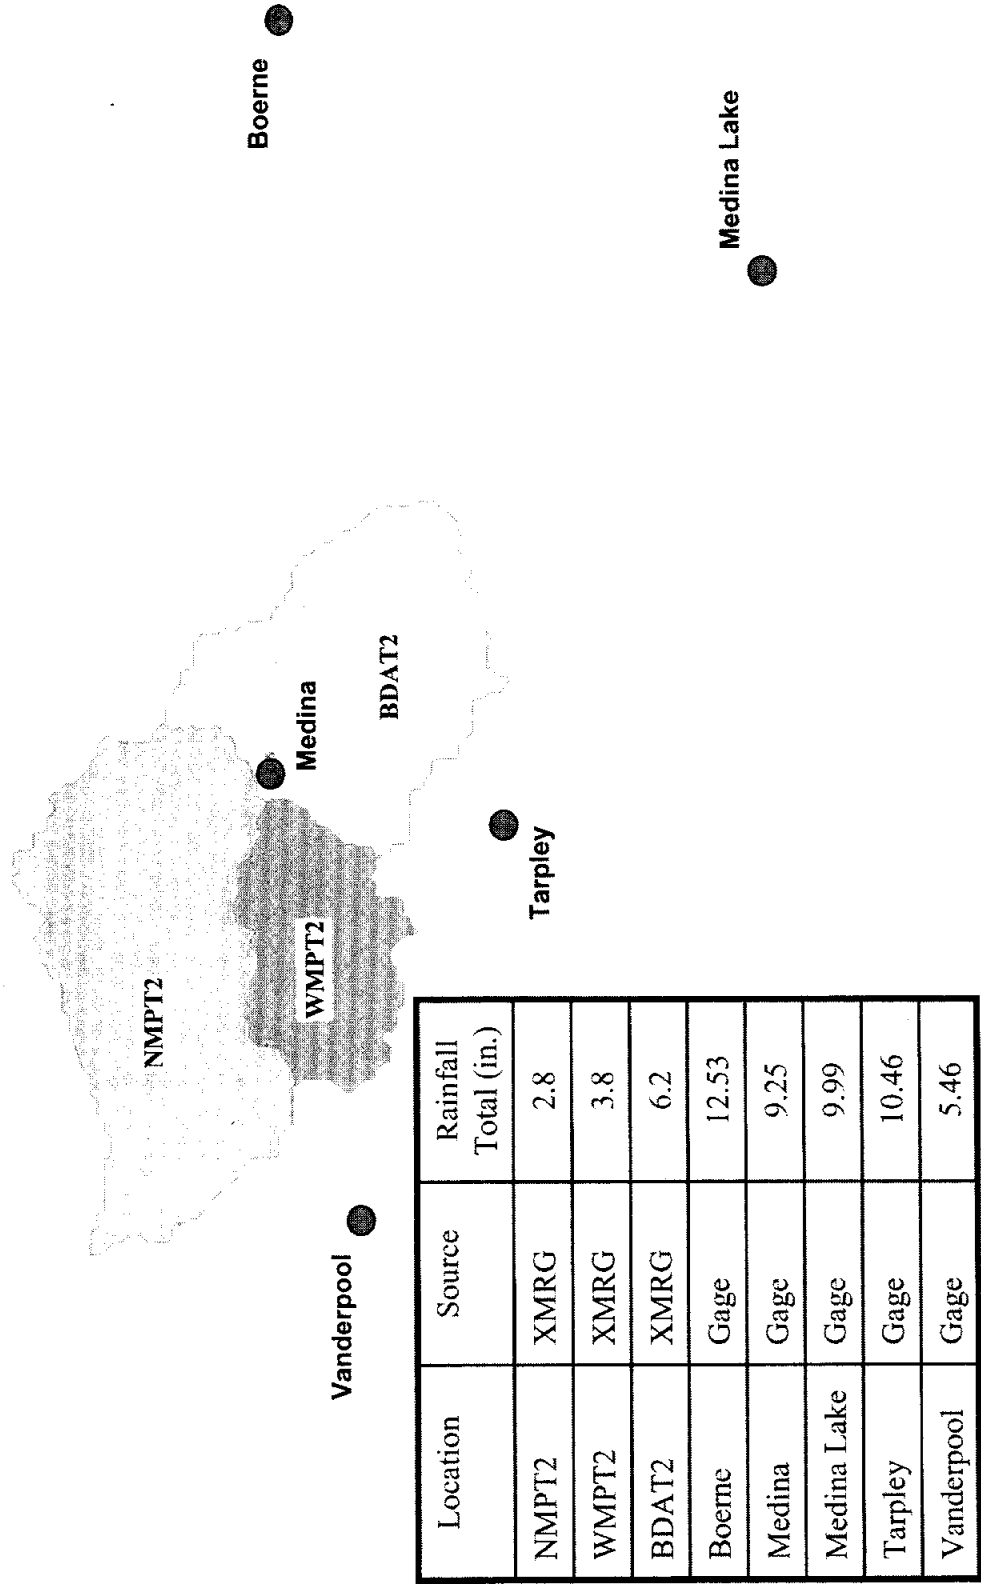 Boerne
Medina Lake
NMPT2
Medina
BDAT2
WMPT2
Tarpley
Vanderpool
Location Source Rainfall
Total (in.)
NMPT2 XMRG 2.8
WMPT2 XMRG 3.8
BDAT2 XMRG 6.2
Boerne Gage 12.53
Medina Gage 9.25
Medina Lake Gage 9.99
Tarpley Gage 10.46
Vanderpool Gage 5.46